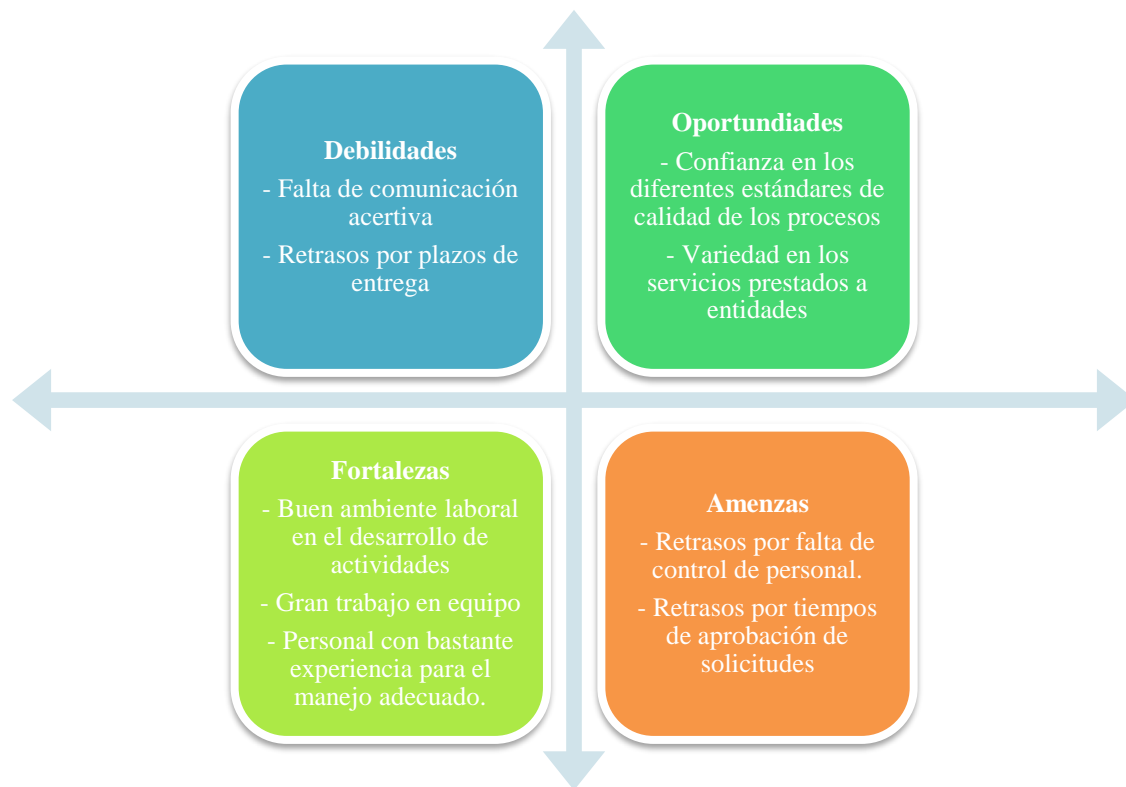 Debilidades
- Falta de comunicación
acertiva
- Retrasos por plazos de
entrega
Oportundiades
- Confianza en los
diferentes estándares de
calidad de los procesos
- Variedad en los
servicios prestados a
entidades
Fortalezas
- Buen ambiente laboral
en el desarrollo de
actividades
- Gran trabajo en equipo
- Personal con bastante
experiencia para el
manejo adecuado.
Amenzas
- Retrasos por falta de
control de personal.
- Retrasos por tiempos
de aprobación de
solicitudes